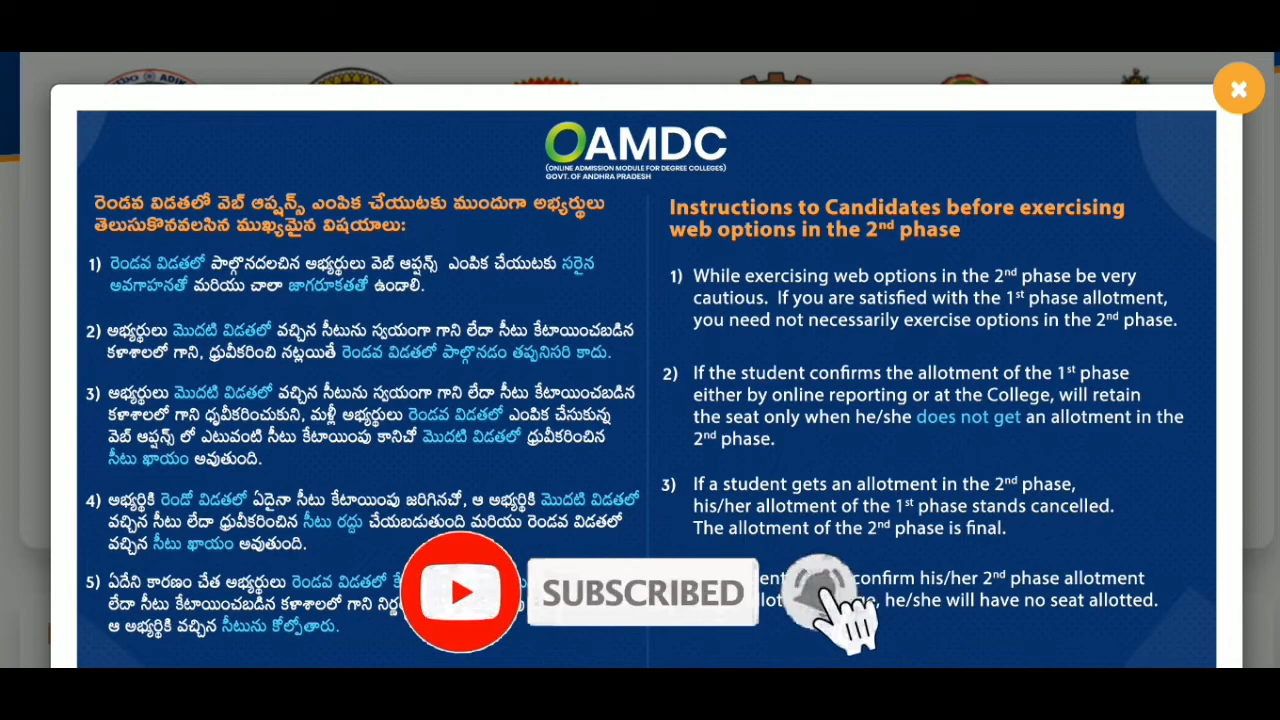 ADIK
OAMDC
(ONLINE ADMISSION MODULE FOR DEGREE COLLEGES)
GOVT. OF ANDHRA PRADESH
రెండవ విడతలో వెబ్ ఆప్షన్స్ ఎంపిక చేయుటకు ముందుగా అభ్యర్థులు
తెలుసుకొనవలసిన ముఖ్యమైన విషయాలు:
1) రెండవ విడతలో పాల్గొనదలచిన అభ్యర్థులు వెబ్ ఆప్షన్స్ ఎంపిక చేయుటకు సరైన
అవగాహనతో మరియు చాలా జాగరూకతతో ఉండాలి.
2) అభ్యర్థులు మొదటి విడతలో వచ్చిన సీటును స్వయంగా గాని లేదా సీటు కేటాయించబడిన
కళాశాలలో గాని, ధ్రువీకరించి నట్లయితే రెండవ విడతలో పాల్గొనడం తప్పనిసరి కాదు.
3) అభ్యర్థులు మొదటి విడతలో వచ్చిన సీటును స్వయంగా గాని లేదా సీటు కేటాయించబడిన
కళాశాలలో గాని ధృవీకరించుకుని, మళ్లీ అభ్యర్థులు రెండవ విడతలో ఎంపిక చేసుకున్న
వెబ్ ఆప్షన్స్ లో ఎటువంటి సీటు కేటాయింపు కానిచో మొదటి విడతలో ధ్రువీకరించిన
సీటు ఖాయం అవుతుంది.
4) అభ్యర్థికి రెండో విడతలో ఏదైనా సీటు కేటాయింపు జరిగినచో, ఆ అభ్యర్థికి మొదటి విడతలో
వచ్చిన సీటు లేదా ధ్రువీకరించిన సీటు రద్దు చేయబడుతుంది మరియు రెండవ విడతలో
వచ్చిన సీటు ఖాయం అవుతుంది.
5) ఏదేని కారణం చేత అభ్యర్థులు రెండవ విడతలో
లేదా సీటు కేటాయించబడిన కళాశాలలో గాని
ఆ అభ్యర్థికి వచ్చిన సీటును కోల్పోతారు.
Instructions to Candidates before exercising
web options in the 2nd phase
1) While exercising web options in the 2nd phase be very
cautious. If you are satisfied with the 1st phase allotment,
you need not necessarily exercise options in the 2nd phase.
2) If the student confirms the allotment of the 1st phase
either by online reporting or at the College, will retain
the seat only when he/she does not get an allotment in the
2nd phase.
3) If a student gets an allotment in the 2nd phase,
his/her allotment of the 1st phase stands cancelled.
The allotment of the 2nd phase is final.
confirm his/her 2nd phase allotment
he/she will have no seat allotted.
SUBSCRIBED